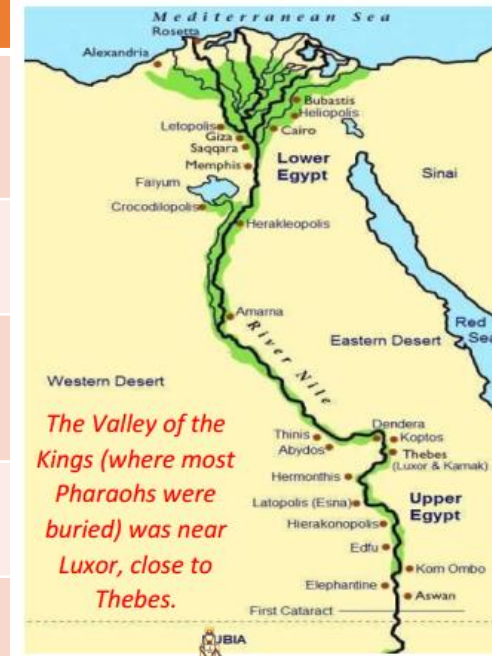 Mediterranean Sea
Rosetta
Alexandria
Bubastis
Heliopolis
Letopolis
Giza
Cairo
Saqqara
Lower
Egypt
Memphis
Sinai
Faiyum
Crocodilopolis
Herakleopolis
Amarna
River Nile
Red
Sea
Eastern Desert
Western Desert
The Valley of the
Kings (where most
Pharaohs were
buried) was near
Luxor, close to
Thebes.
Dendera
Thinis
Koptos
Abydos
Thebes
(Luxor & Karnak)
Hermonthis
Latopolis (Esna)
Upper
Egypt
Hierakonopolis
Edfu
Kom Ombo
Elephantine
Aswan
First Cataract
UBIA